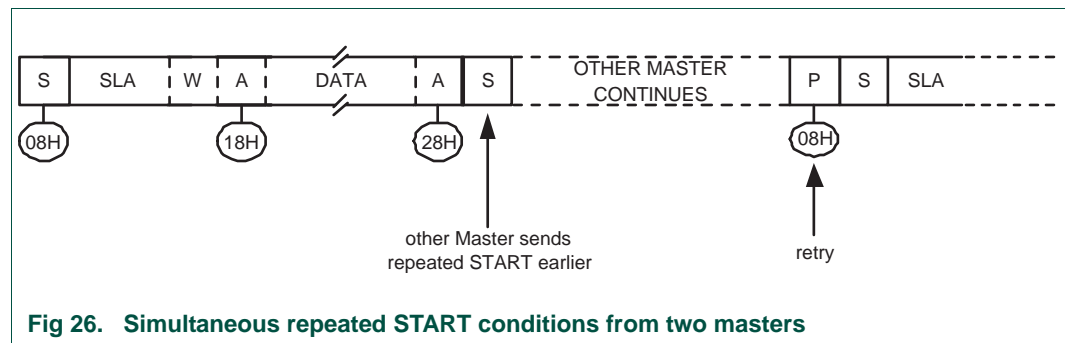 S SLA W A DATA A S OTHER MASTER CONTINUES P S SLA
08H 18H 28H 08H
other Master sends
repeated START earlier
retry
Fig 26. Simultaneous repeated START conditions from two masters